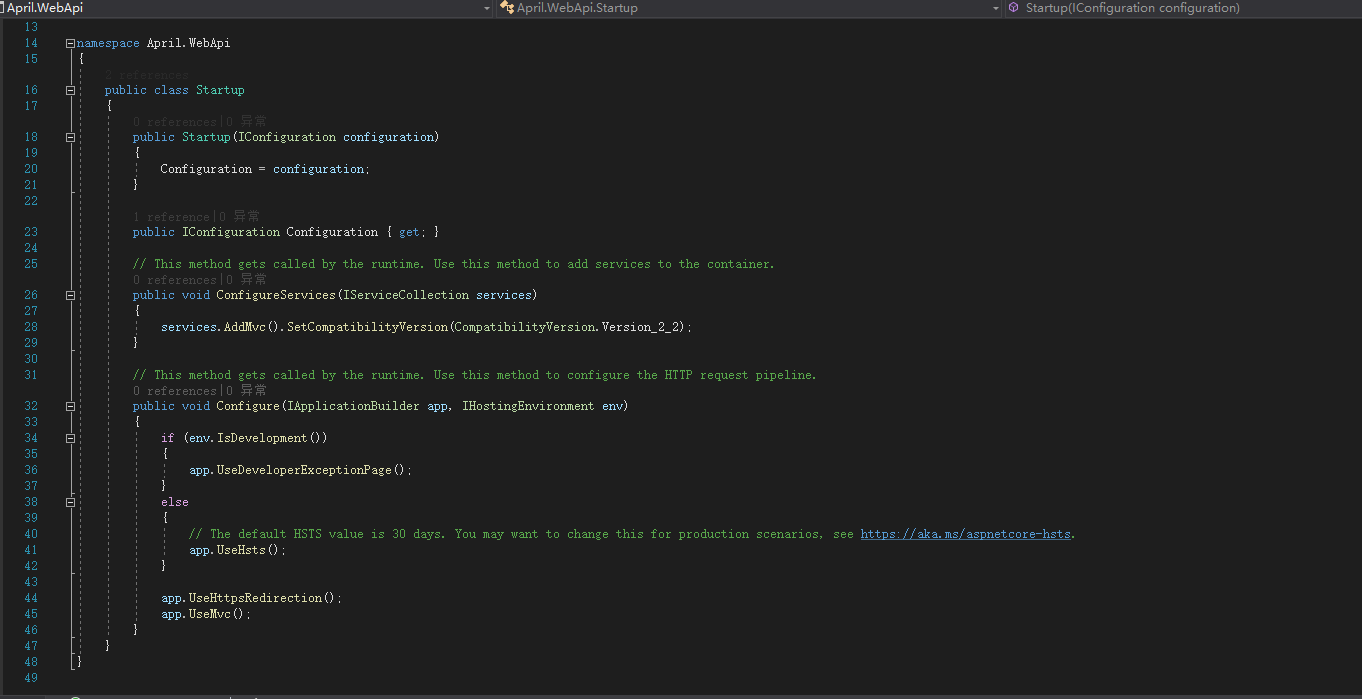 April.WebApi April.WebApi.Startup Startup(IConfiguration configuration)
13
14 namespace April.WebApi
15 {
2 references
16 public class Startup
17 {
0 references|0 异常
18 public Startup(IConfiguration configuration)
19 {
20 Configuration = configuration;
21 }
22
1 reference|0 异常
23 public IConfiguration Configuration { get; }
24
25 // This method gets called by the runtime. Use this method to add services to the container.
0 references|0 异常
26 public void ConfigureServices(IServiceCollection services)
27 {
28 services.AddMvc().SetCompatibilityVersion(CompatibilityVersion.Version_2_2);
29 }
30
31 // This method gets called by the runtime. Use this method to configure the HTTP request pipeline.
0 references|0 异常
32 public void Configure(IApplicationBuilder app, IHostingEnvironment env)
33 {
34 if (env.IsDevelopment())
35 {
36 app.UseDeveloperExceptionPage();
37 }
38 else
39 {
40 // The default HSTS value is 30 days. You may want to change this for production scenarios, see https://aka.ms/aspnetcore-hsts.
41 app.UseHsts();
42 }
43
44 app.UseHttpsRedirection();
45 app.UseMvc();
46 }
47 }
48 }
49